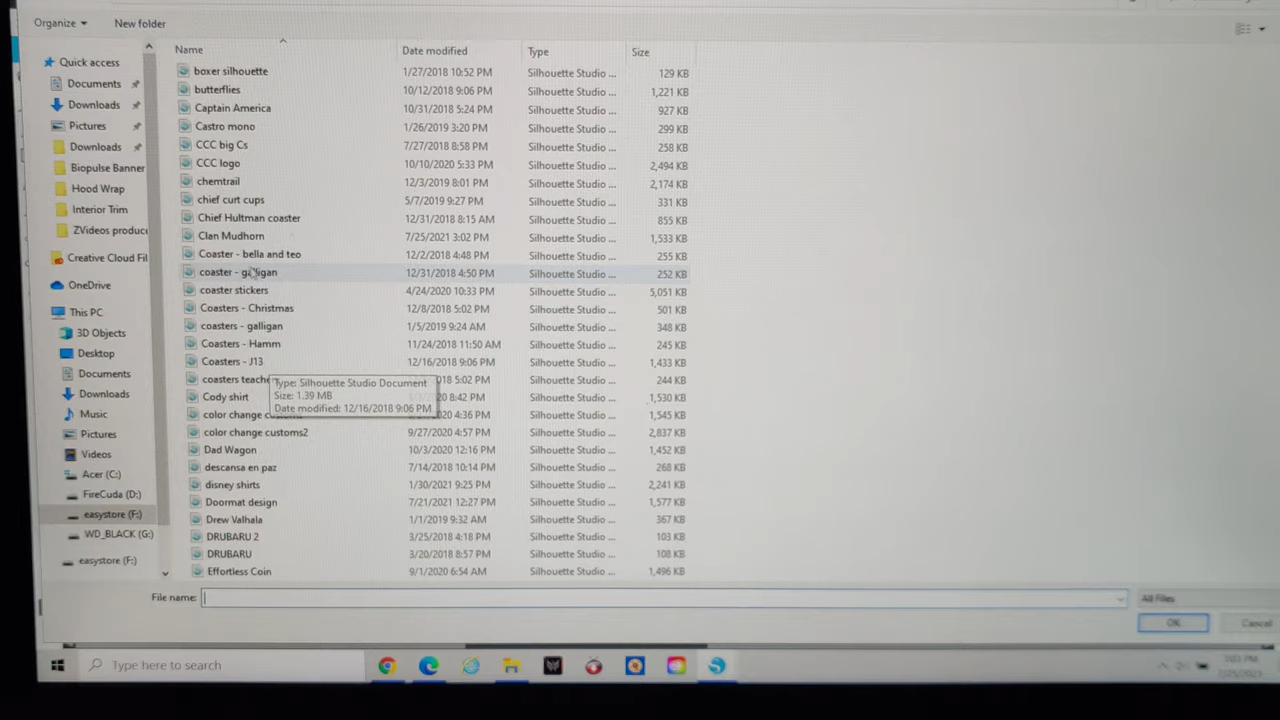 Organize New folder
Name Date modified Type Size
Quick access
Documents
Downloads
Pictures
Downloads
Biopulse Banner
Hood Wrap
Interior Trim
ZVideos produce
Creative Cloud Fil
OneDrive
This PC
3D Objects
Desktop
Documents
Downloads
Music
Pictures
Videos
Acer (C:)
FireCuda (D:)
easystore (F:)
WD_BLACK (G:)
easystore (F:)
boxer silhouette 1/27/2018 10:52 PM Silhouette Studio ... 129 KB
butterflies 10/12/2018 9:06 PM Silhouette Studio ... 1,221 KB
Captain America 10/31/2018 5:24 PM Silhouette Studio ... 927 KB
Castro mono 1/26/2019 3:20 PM Silhouette Studio ... 299 KB
CCC big Cs 7/27/2018 8:58 PM Silhouette Studio ... 258 KB
CCC logo 10/10/2020 5:33 PM Silhouette Studio ... 2,494 KB
chemtrail 12/3/2019 8:01 PM Silhouette Studio ... 2,174 KB
chief curt cups 5/7/2019 9:27 PM Silhouette Studio ... 331 KB
Chief Hultman coaster 12/31/2018 8:15 AM Silhouette Studio ... 855 KB
Clan Mudhorn 7/25/2021 3:02 PM Silhouette Studio ... 1,533 KB
Coaster - bella and teo 12/2/2018 4:48 PM Silhouette Studio ... 255 KB
coaster - galligan 12/31/2018 4:50 PM Silhouette Studio ... 252 KB
coaster stickers 4/24/2020 10:33 PM Silhouette Studio ... 5,051 KB
Coasters - Christmas 12/8/2018 5:02 PM Silhouette Studio ... 501 KB
coasters - galligan 1/5/2019 9:24 AM Silhouette Studio ... 348 KB
Coasters - Hamm 11/24/2018 11:50 AM Silhouette Studio ... 245 KB
Coasters - J13 12/16/2018 9:06 PM Silhouette Studio ... 1,433 KB
coasters teache 018 5:02 PM Silhouette Studio ... 244 KB
Type: Silhouette Studio Document
Size: 1.39 MB
Date modified: 12/16/2018 9:06 PM
Cody shirt 8:42 PM Silhouette Studio ... 1,530 KB
color change 4:36 PM Silhouette Studio ... 1,545 KB
color change customs2 9/27/2020 4:57 PM Silhouette Studio ... 2,837 KB
Dad Wagon 10/3/2020 12:16 PM Silhouette Studio ... 1,452 KB
descansa en paz 7/14/2018 10:14 PM Silhouette Studio ... 268 KB
disney shirts 1/30/2021 9:25 PM Silhouette Studio ... 2,241 KB
Doormat design 7/21/2021 12:27 PM Silhouette Studio ... 1,577 KB
Drew Valhala 1/1/2019 9:32 AM Silhouette Studio ... 367 KB
DRUBARU 2 3/25/2018 4:18 PM Silhouette Studio ... 103 KB
DRUBARU 3/20/2018 8:57 PM Silhouette Studio ... 108 KB
Effortless Coin 9/1/2020 6:54 AM Silhouette Studio ... 1,496 KB
File name: All Files
OK Cancel
Type here to search